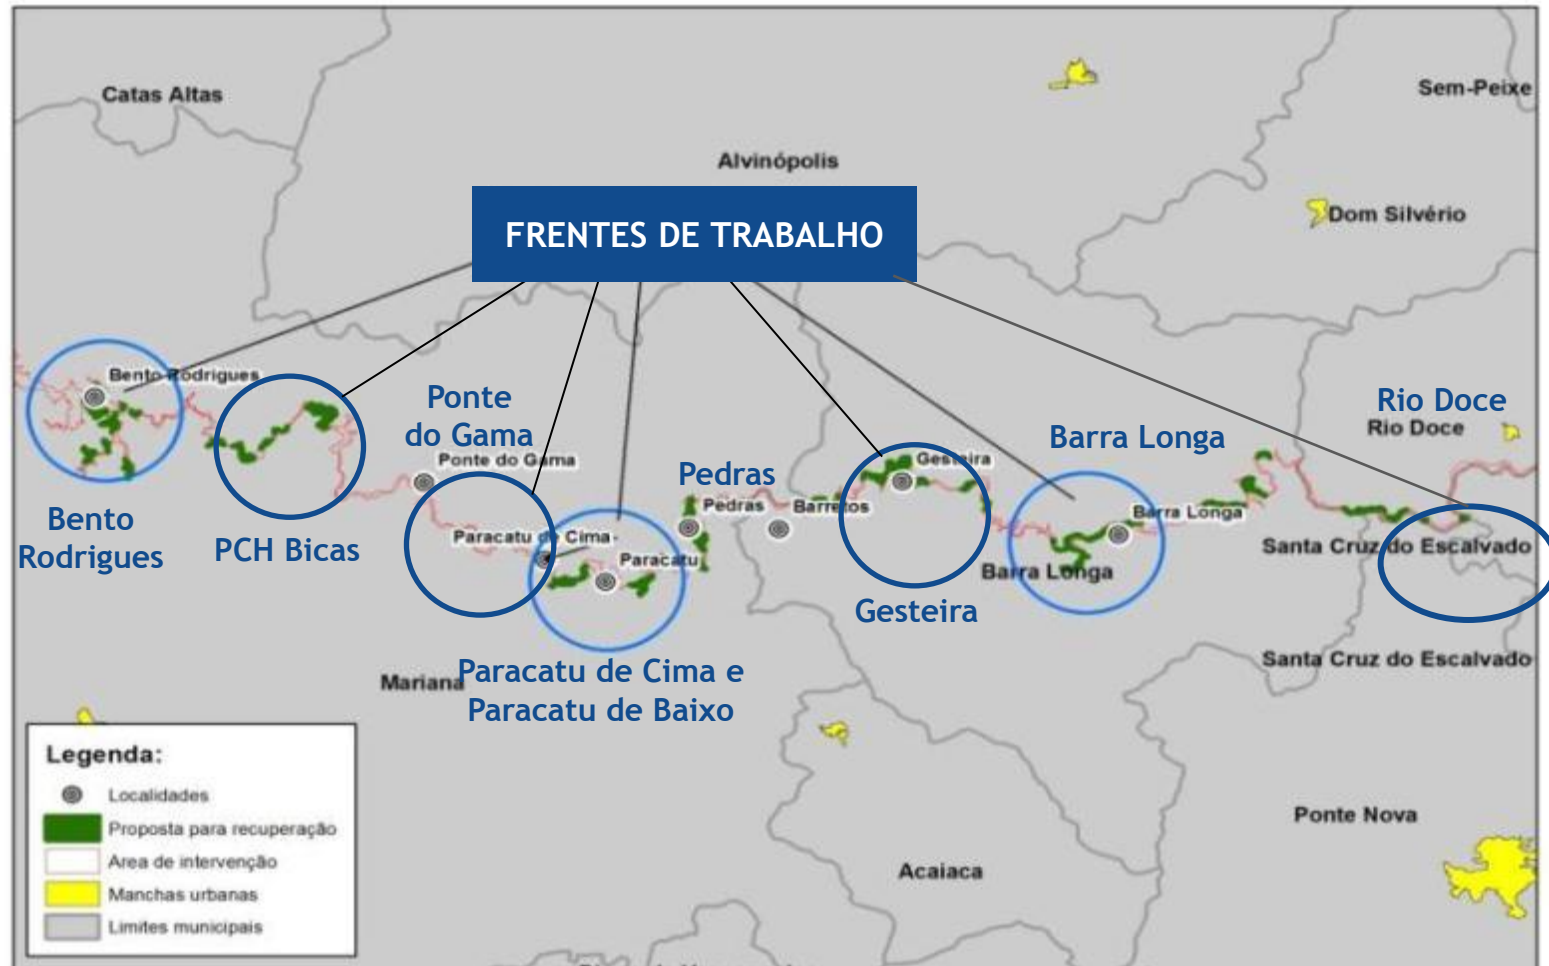 Catas Altas
Sem-Peixe
Alvinópolis
Dom Silvério
FRENTES DE TRABALHO
Bento Rodrigues
Ponte
do Gama
Ponte do Gama
Rio Doce
Rio Doce
Barra Longa
Gesteira
Pedras
Pedras
Barretos
Barra Longa
Bento
Rodrigues
PCH Bicas
Paracatu de Cima
Paracatu
Barra Longa
Santa Cruz do Escalvado
Gesteira
Santa Cruz do Escalvado
Mariana
Paracatu de Cima e
Paracatu de Baixo
Legenda:
Localidades
Proposta para recuperação
Area de intervenção
Manchas urbanas
Limites municipais
Ponte Nova
Acaiaca